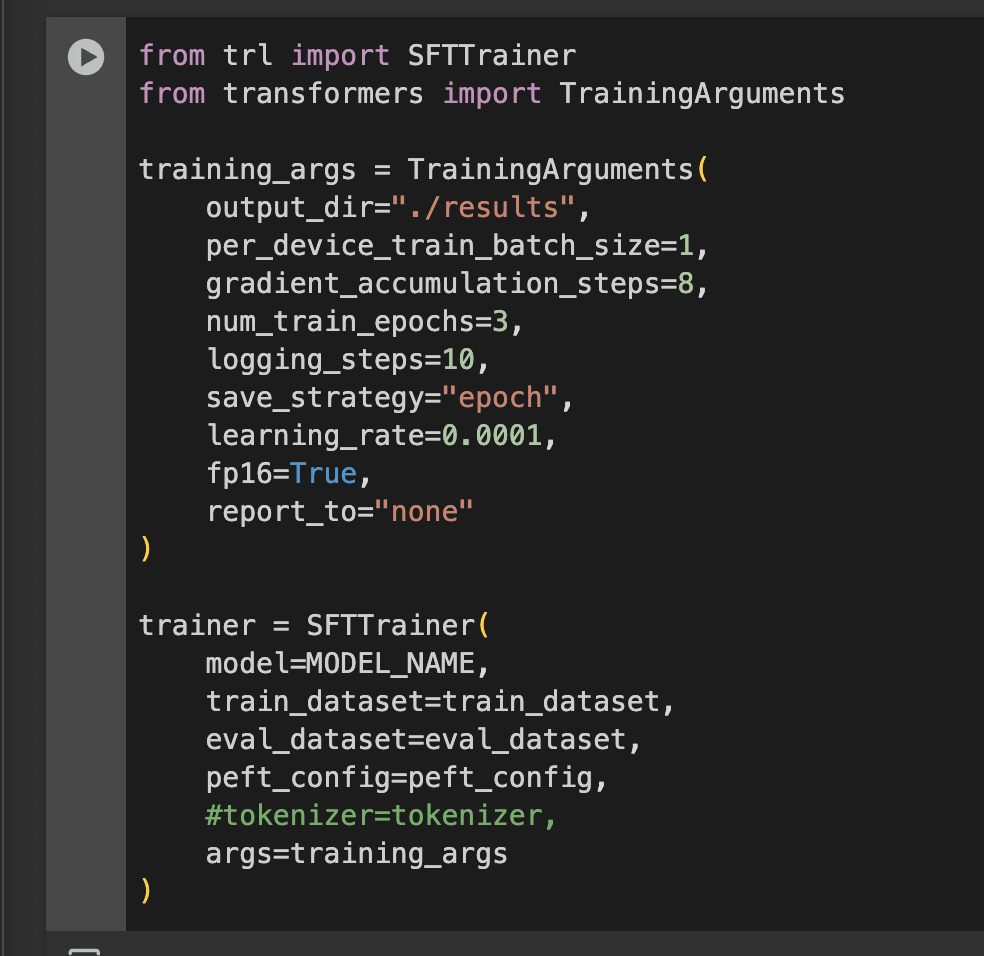 from trl import SFTTrainer
from transformers import TrainingArguments

training_args = TrainingArguments(
    output_dir="./results",
    per_device_train_batch_size=1,
    gradient_accumulation_steps=8,
    num_train_epochs=3,
    logging_steps=10,
    save_strategy="epoch",
    learning_rate=0.0001,
    fp16=True,
    report_to="none"
)

trainer = SFTTrainer(
    model=MODEL_NAME,
    train_dataset=train_dataset,
    eval_dataset=eval_dataset,
    peft_config=peft_config,
    #tokenizer=tokenizer,
    args=training_args
)